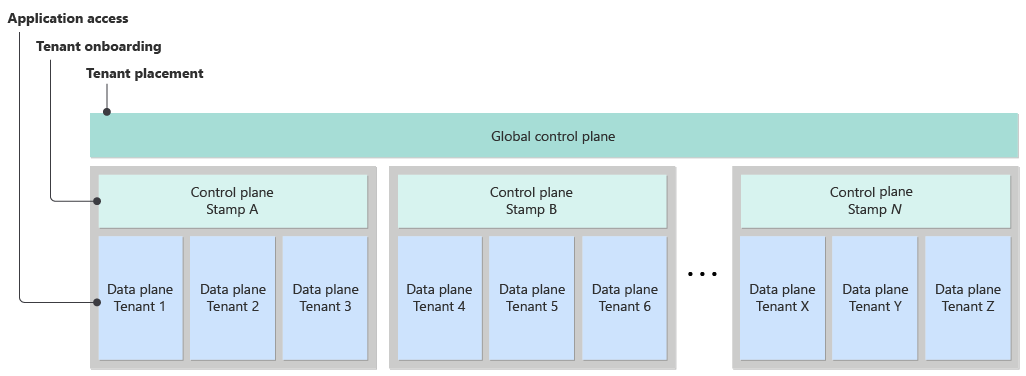 Application access
Tenant onboarding
Tenant placement
Global control plane
Control plane
Stamp A
Control plane
Stamp B
Control plane
Stamp N
Data plane
Tenant 1
Data plane
Tenant 2
Data plane
Tenant 3
Data plane
Tenant 4
Data plane
Tenant 5
Data plane
Tenant 6
...
Data plane
Tenant X
Data plane
Tenant Y
Data plane
Tenant Z